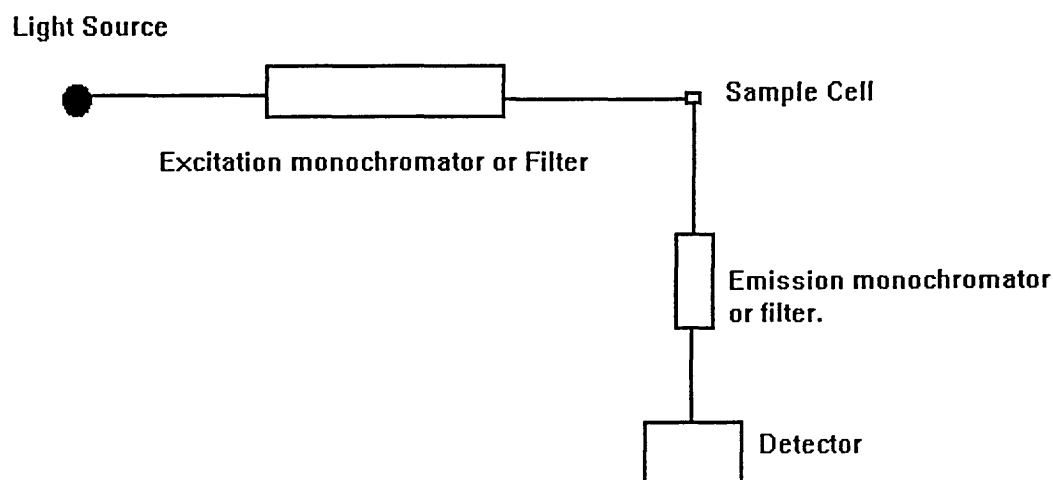 Light Source
Sample Cell
Excitation monochromator or Filter
Emission monochromator
or filter.
Detector